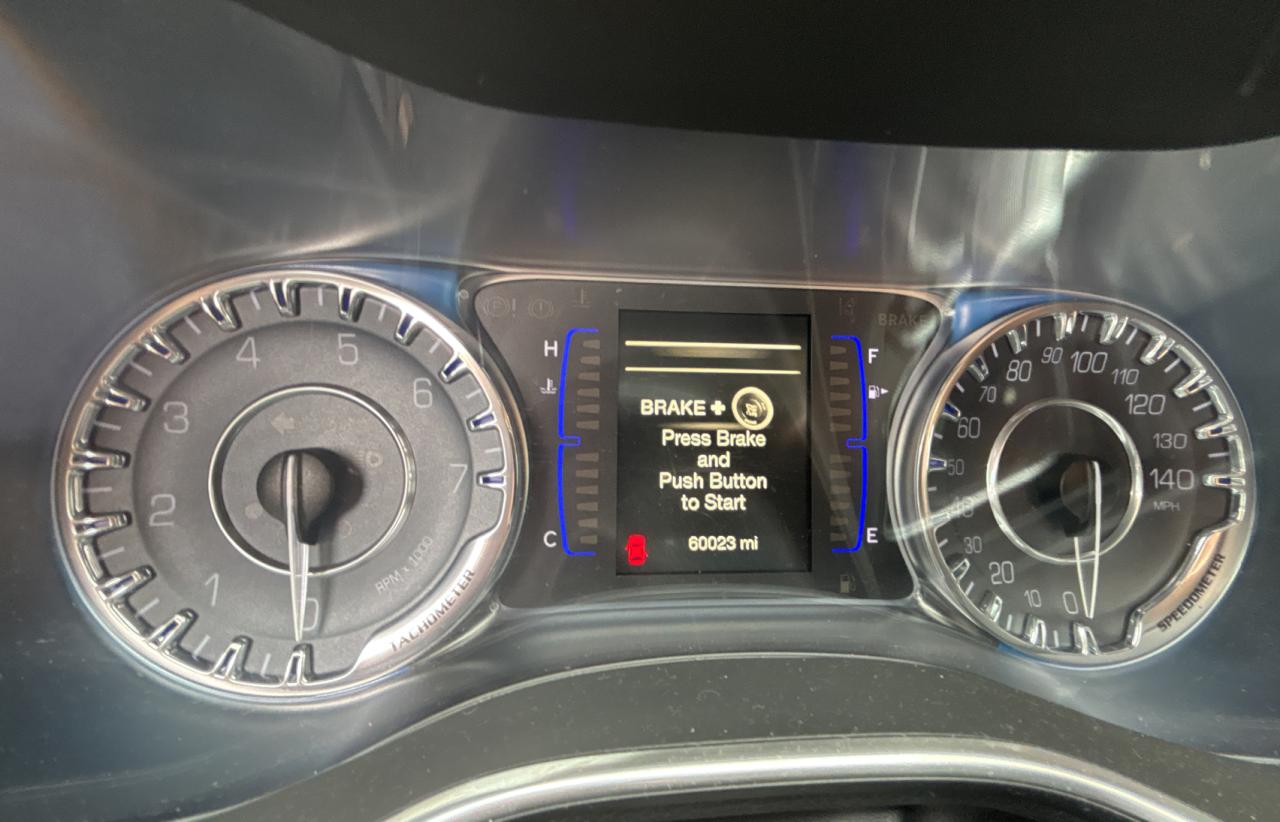 4
5
3
6
2
7
1
0
RPM x 1000
TACHOMETER
H
C
BRAKE +
Press Brake
and
Push Button
to Start
60023 mi
BRAKE
F
E
90
100
80
110
70
120
60
130
50
140
40
MPH
30
20
10
0
SPEEDOMETER